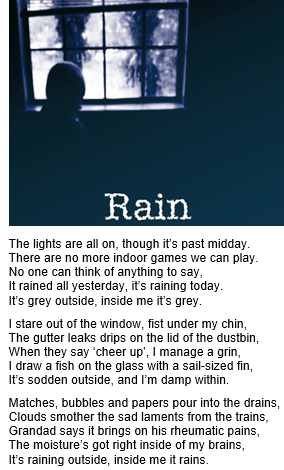 Rain
The lights are all on, though it's past midday.
There are no more indoor games we can play.
No one can think of anything to say,
It rained all yesterday, it's raining today.
It's grey outside, inside me it's grey.
I stare out of the window, fist under my chin,
The gutter leaks drips on the lid of the dustbin,
When they say 'cheer up', I manage a grin,
I draw a fish on the glass with a sail-sized fin,
It's sodden outside, and I'm damp within.
Matches, bubbles and papers pour into the drains,
Clouds smother the sad laments from the trains,
Grandad says it brings on his rheumatic pains,
The moisture's got right inside of my brains,
It's raining outside, inside me it rains.